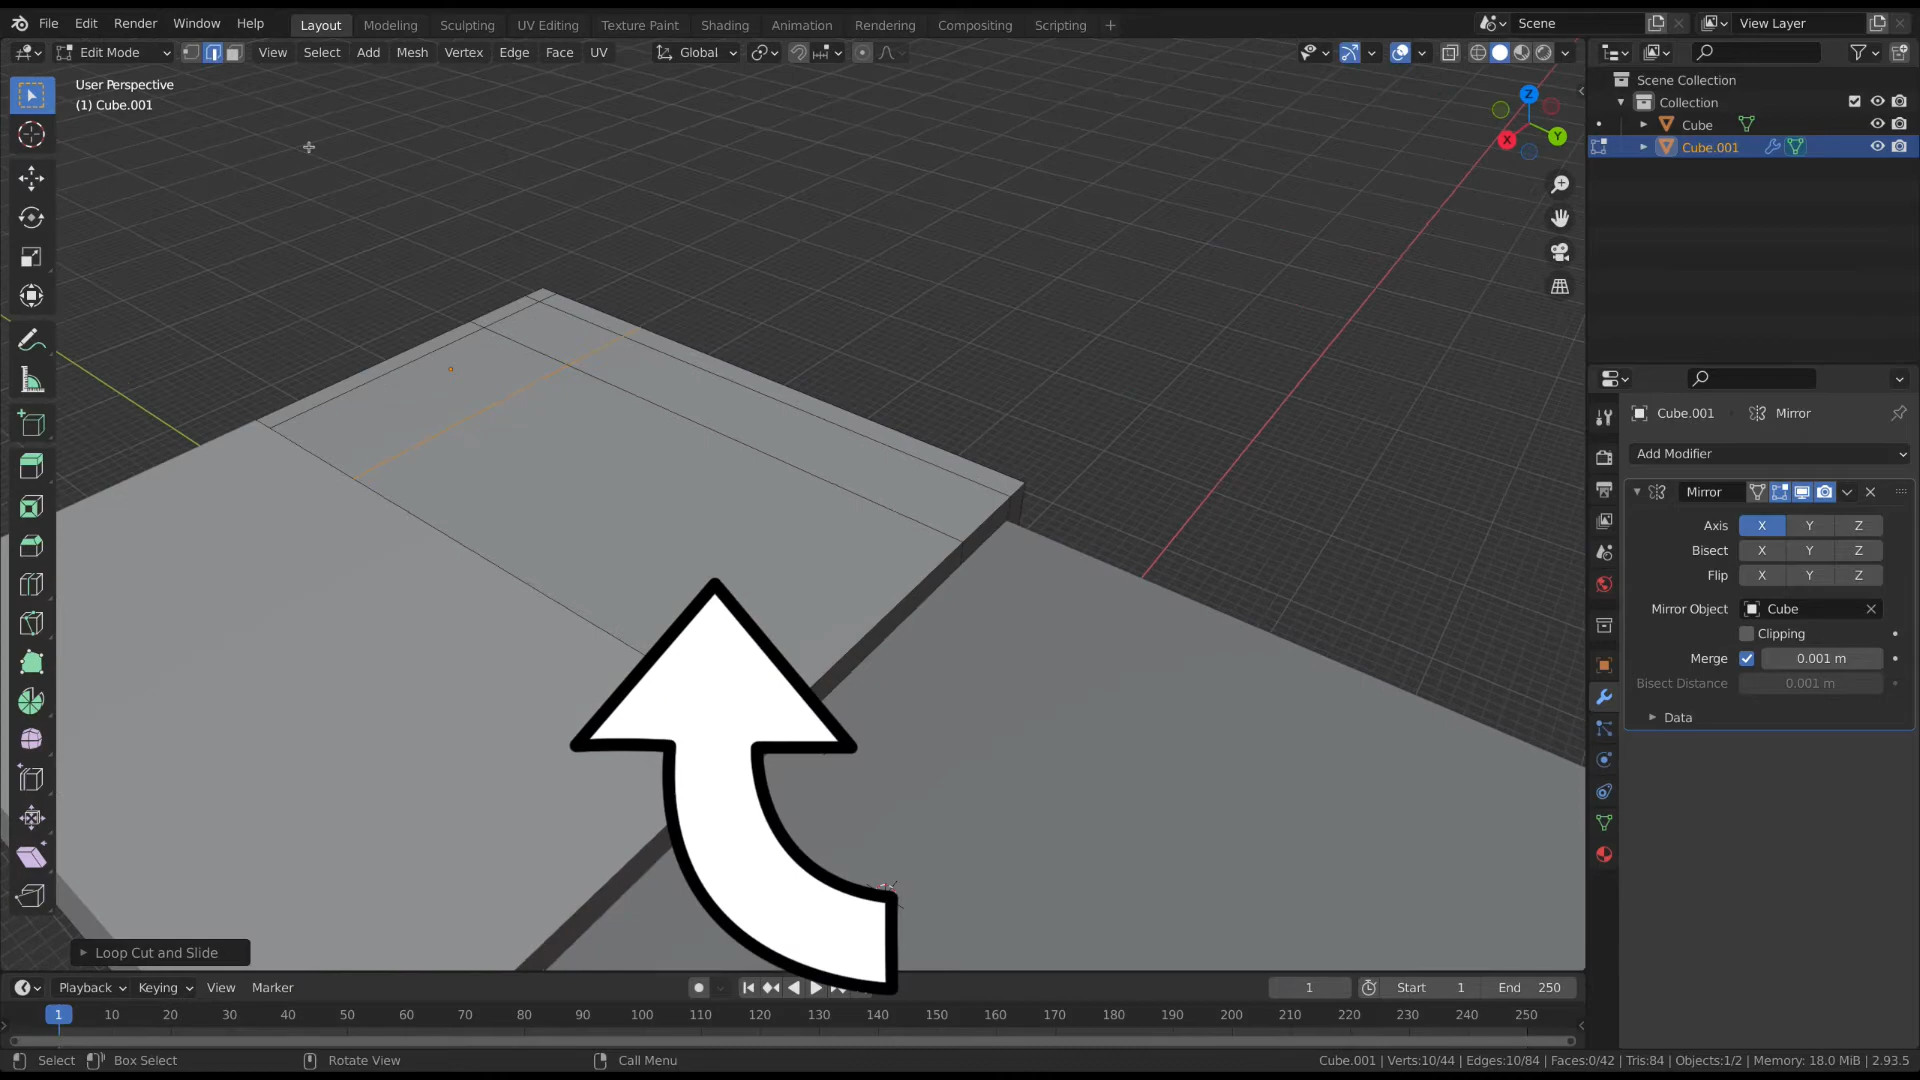 File Edit Render Window Help Layout Modeling Sculpting UV Editing Texture Paint Shading Animation Rendering Compositing Scripting + Scene View Layer
Edit Mode View Select Add Mesh Vertex Edge Face UV Global
User Perspective
(1) Cube.001
Z
Y
X
Scene Collection
Collection
Cube
Cube.001
Cube.001 Mirror
Add Modifier
Mirror
Axis X Y Z
Bisect X Y Z
Flip X Y Z
Mirror Object Cube
Clipping
Merge 0.001 m
Bisect Distance 0.001 m
Data
Loop Cut and Slide
Playback Keying View Marker 1 Start 1 End 250
1 10 20 30 40 50 60 70 80 90 100 110 120 130 140 150 160 170 180 190 200 210 220 230 240 250
Select Box Select Rotate View Call Menu Cube.001 | Verts:10/44 | Edges:10/84 | Faces:0/42 | Tris:84 | Objects:1/2 | Memory: 18.0 MiB | 2.93.5